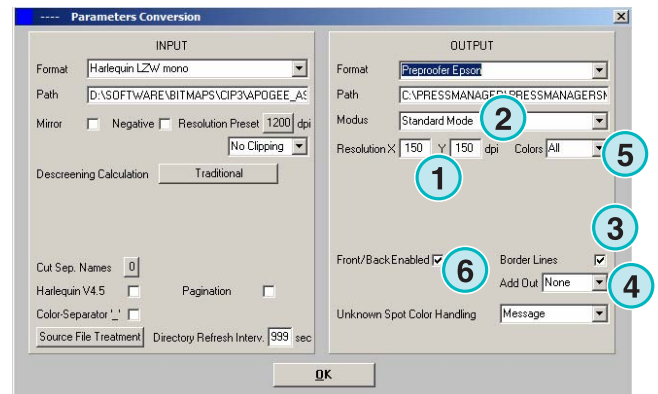 ---- Parameters Conversion
INPUT
Format Harlequin LZW mono
Path D:\SOFTWARE\BITMAPS\CIP3\APOGEE_AS
Mirror Negative Resolution Preset 1200 dpi
No Clipping
Descreening Calculation Traditional
Cut Sep. Names 0
Harlequin V4.5 Pagination
Color-Separator '_'
Source File Treatment Directory Refresh Interv. 999 sec
OUTPUT
Format Preproofer Epson
Path C:\PRESSMANAGER\PRESSMANAGERSM
Modus Standard Mode 2
Resolution X 150 Y 150 dpi Colors All 5
1
3
Front/Back Enabled 6 Border Lines
Add Out None 4
Unknown Spot Color Handling Message
OK